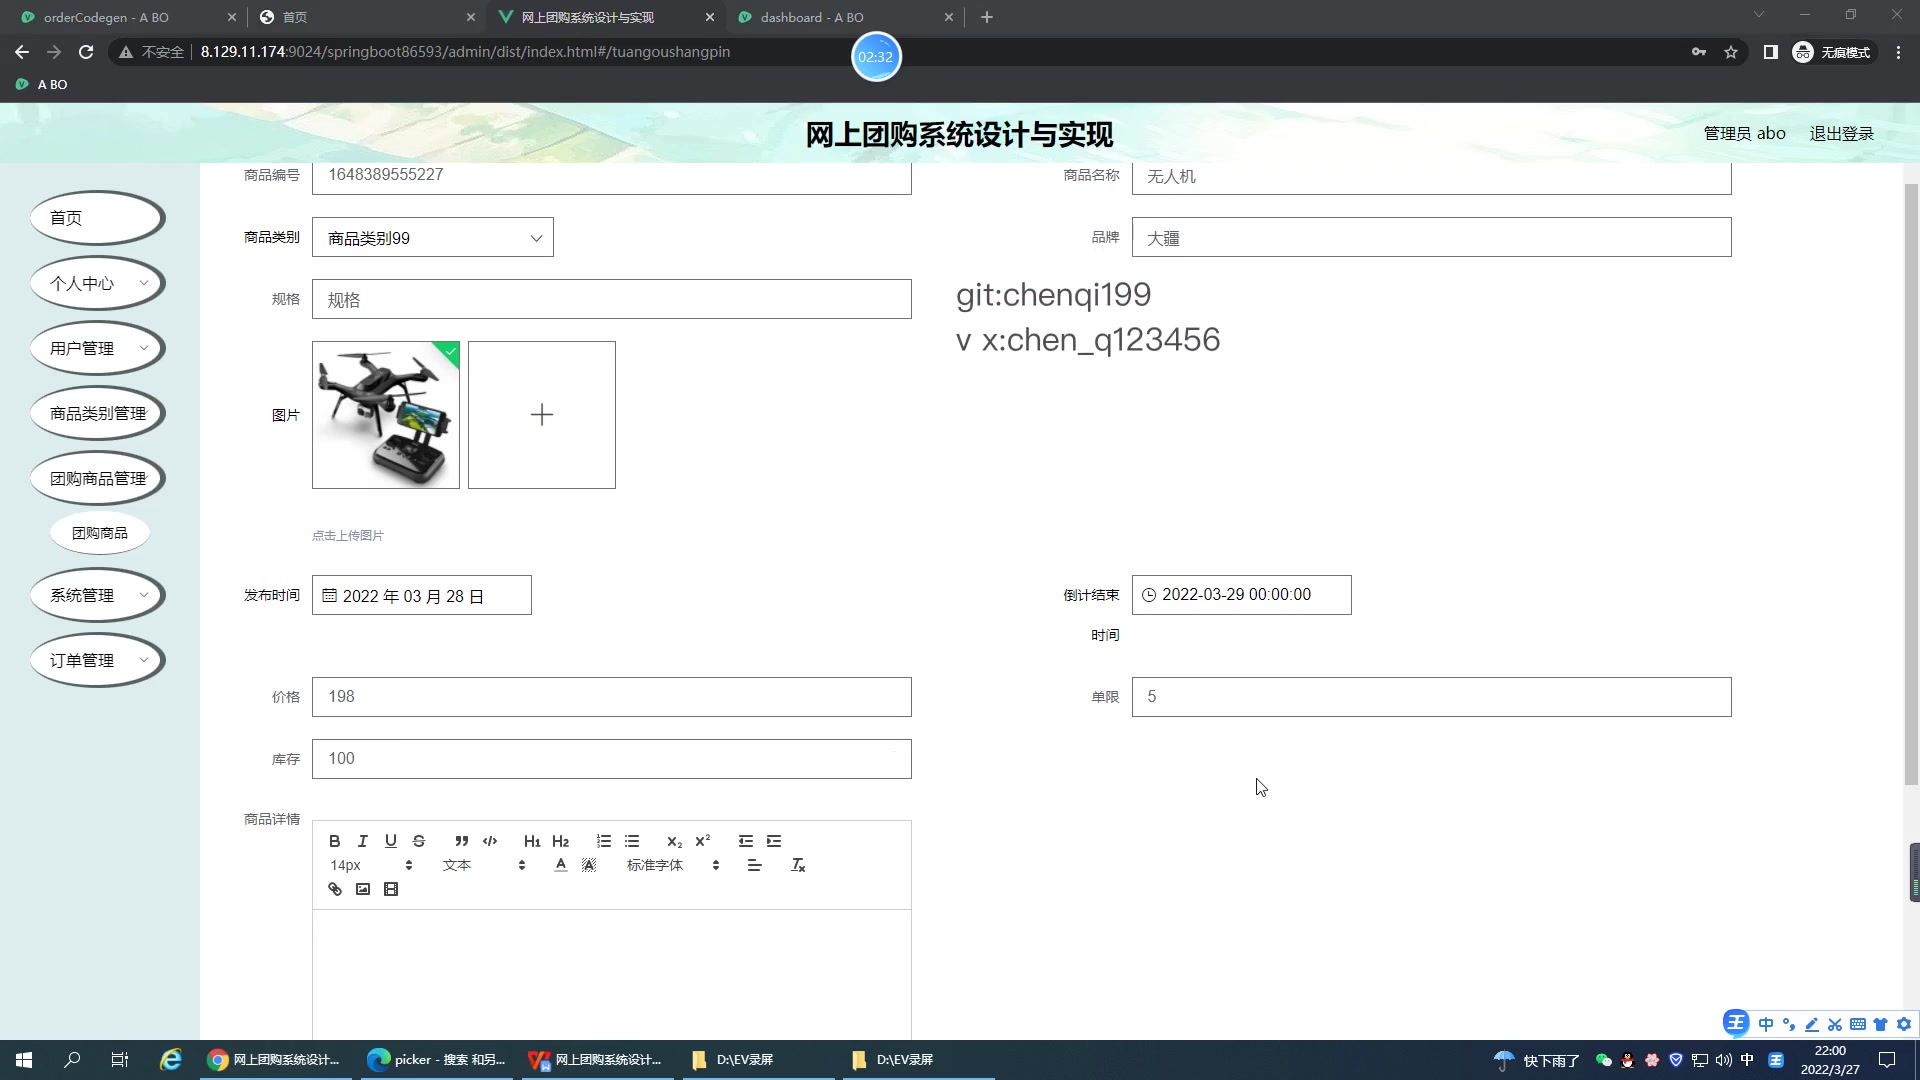 orderCodegen - A BO
首页
网上团购系统设计与实现
dashboard - A BO
不安全
8.129.11.174:9024/springboot86593/admin/dist/index.html#/tuangoushangpin
02:32
无痕模式
A BO
网上团购系统设计与实现
管理员 abo
退出登录
首页
个人中心
用户管理
商品类别管理
团购商品管理
团购商品
系统管理
订单管理
商品编号
1648389555227
商品名称
无人机
商品类别
商品类别99
品牌
大疆
规格
规格
git:chenqi199
v x:chen_q123456
图片
点击上传图片
发布时间
2022 年 03 月 28 日
倒计结束
时间
2022-03-29 00:00:00
价格
198
单限
5
库存
100
商品详情
14px
文本
标准字体
快下雨了
网上团购系统设计...
picker - 搜索 和另...
网上团购系统设计...
D:\EV录屏
D:\EV录屏
中
中
22:00
2022/3/27